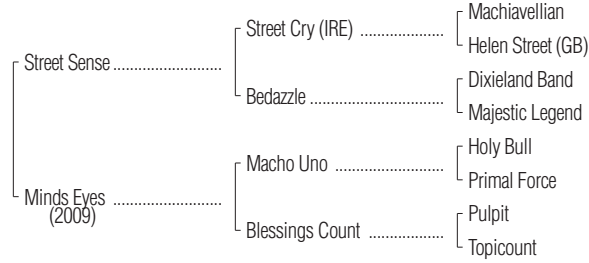 Machiavellian
Street Cry (IRE) ....................
Helen Street (GB)
Street Sense ..........................
Dixieland Band
Bedazzle ................................
Majestic Legend
Holy Bull
Macho Uno ..........................
Primal Force
Minds Eyes ..........................
(2009)
Pulpit
Blessings Count ..................
Topicount